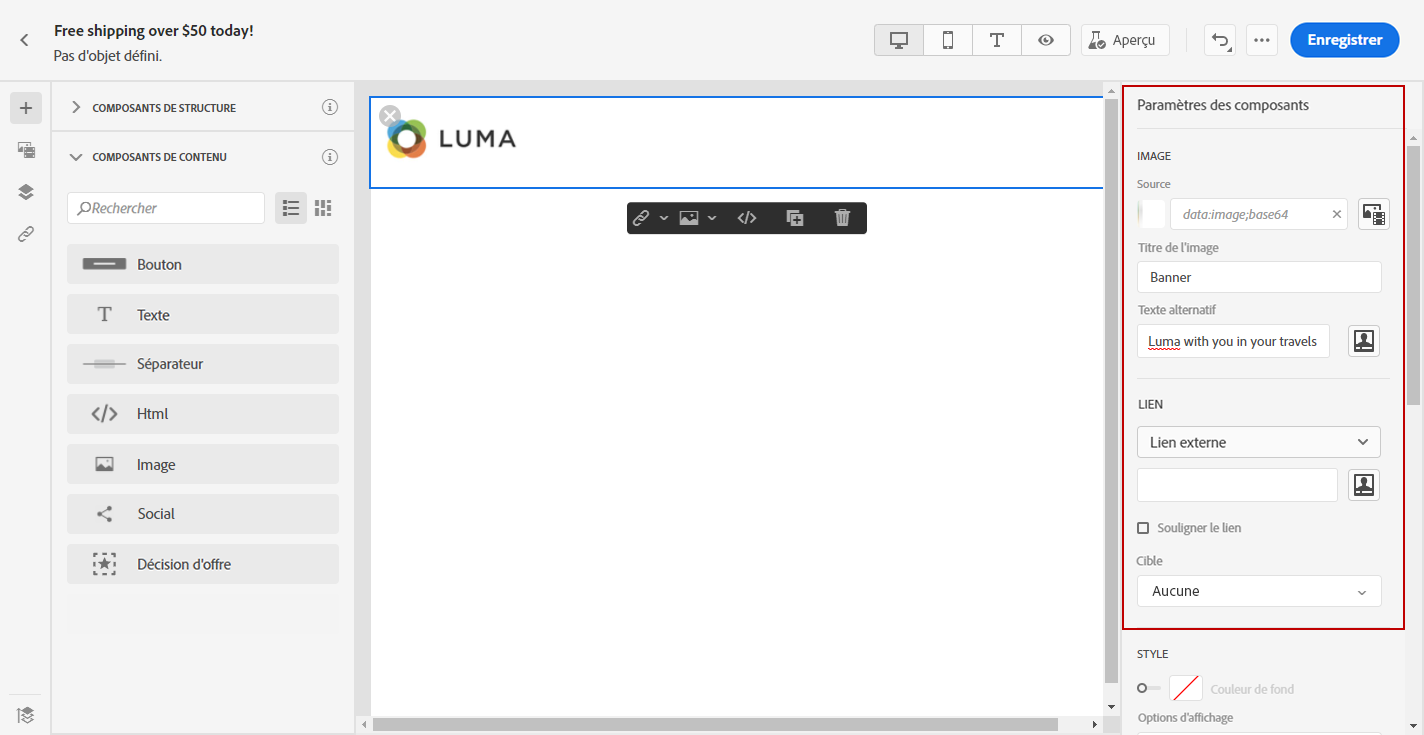 Free shipping over $50 today!
Pas d'objet défini.
Aperçu
Enregistrer
COMPOSANTS DE STRUCTURE
COMPOSANTS DE CONTENU
Rechercher
Bouton
Texte
Séparateur
Html
Image
Social
Décision d'offre
LUMA
Paramètres des composants
IMAGE
Source
data:image;base64
Titre de l'image
Banner
Texte alternatif
Luma with you in your travels
LIEN
Lien externe
Souligner le lien
Cible
Aucune
STYLE
Couleur de fond
Options d'affichage